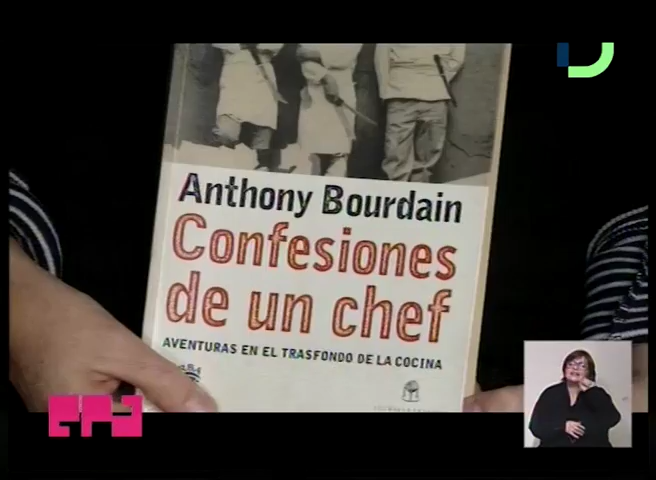 Anthony Bourdain
Confesiones
de un chef
AVENTURAS EN EL TRASFONDO DE LA COCINA